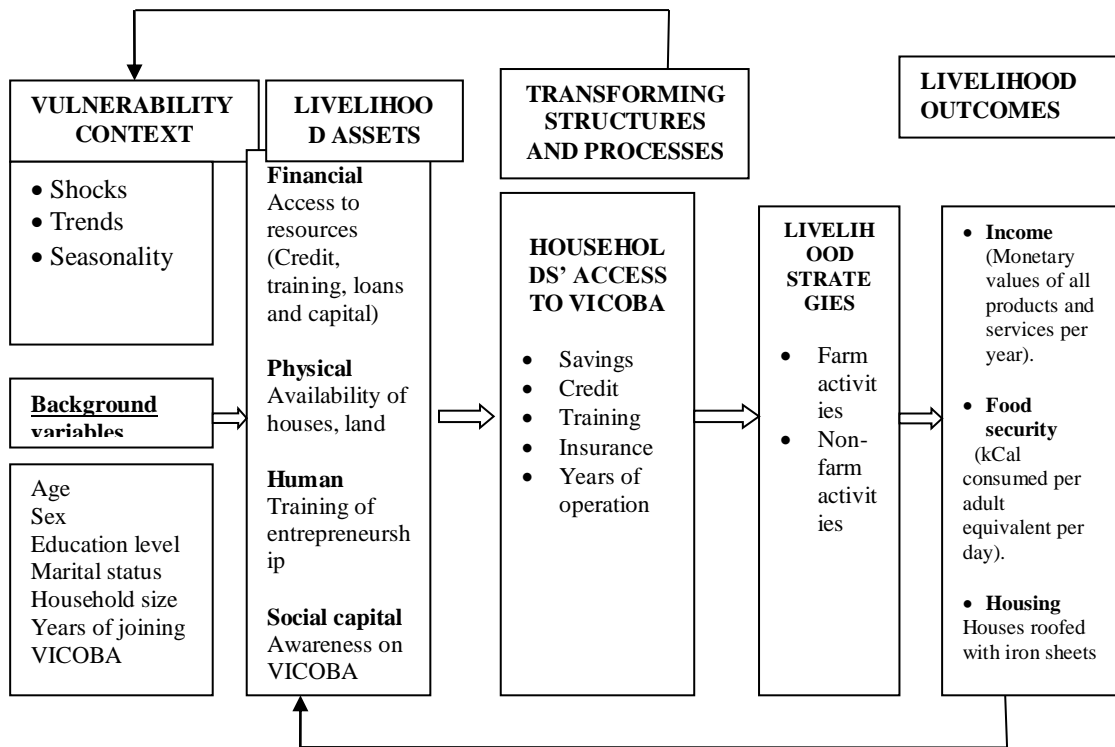 VULNERABILITY
CONTEXT
• Shocks
• Trends
• Seasonality
Background
variables
Age
Sex
Education level
Marital status
Household size
Years of joining
VICOBA
LIVELIHOO
D ASSETS
Financial
Access to
resources
(Credit,
training, loans
and capital)
Physical
Availability of
houses, land
Human
Training of
entrepreneursh
ip
Social capital
Awareness on
VICOBA
TRANSFORMING
STRUCTURES
AND PROCESSES
HOUSEHOL
DS’ ACCESS
TO VICOBA
• Savings
• Credit
• Training
• Insurance
• Years of
operation
LIVELIH
OOD
STRATE
GIES
• Farm
activit
ies
• Non-
farm
activit
ies
LIVELIHOOD
OUTCOMES
• Income
(Monetary
values of all
products and
services per
year).
• Food
security
(kCal
consumed per
adult
equivalent per
day).
• Housing
Houses roofed
with iron sheets